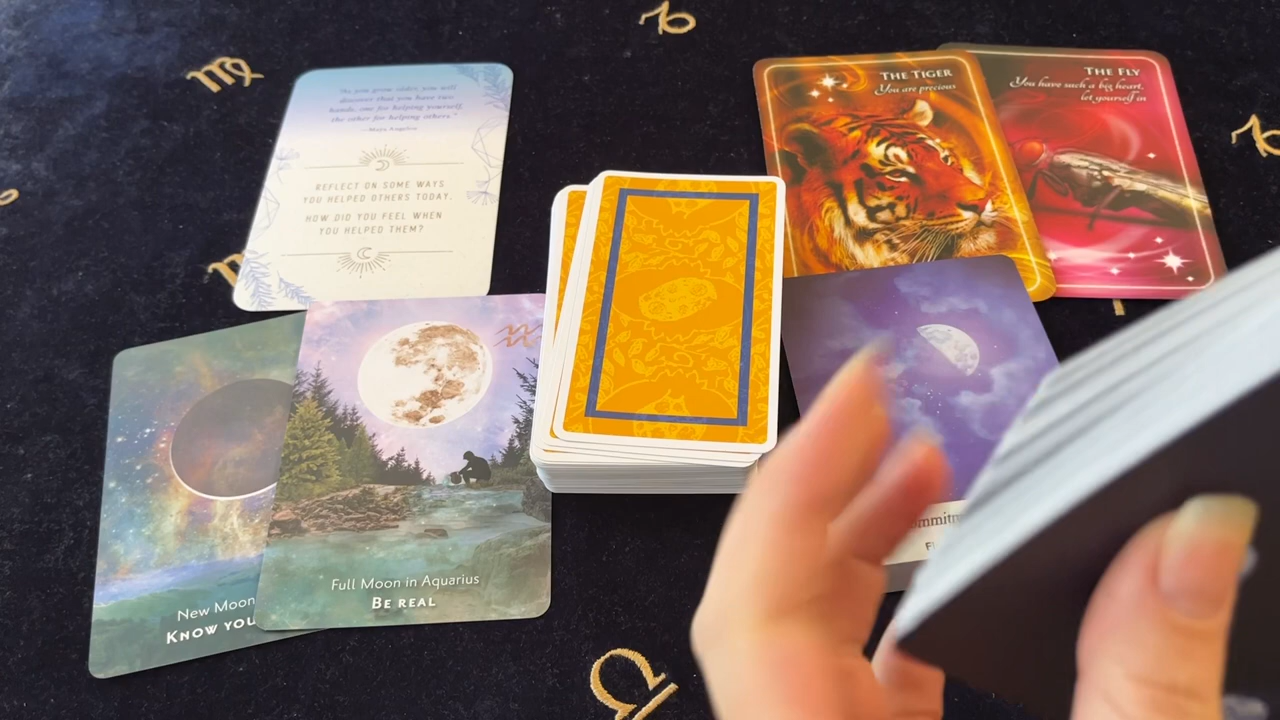 "As you grow older you will
discover that you have two
hands, one for helping yourself,
the other for helping others."
—Maya Angelou
REFLECT ON SOME WAYS
YOU HELPED OTHERS TODAY.
HOW DID YOU FEEL WHEN
YOU HELPED THEM?
THE TIGER
You are precious
THE FLY
You have such a big heart,
let yourself in
New Moon
KNOW YOU
Full Moon in Aquarius
BE REAL